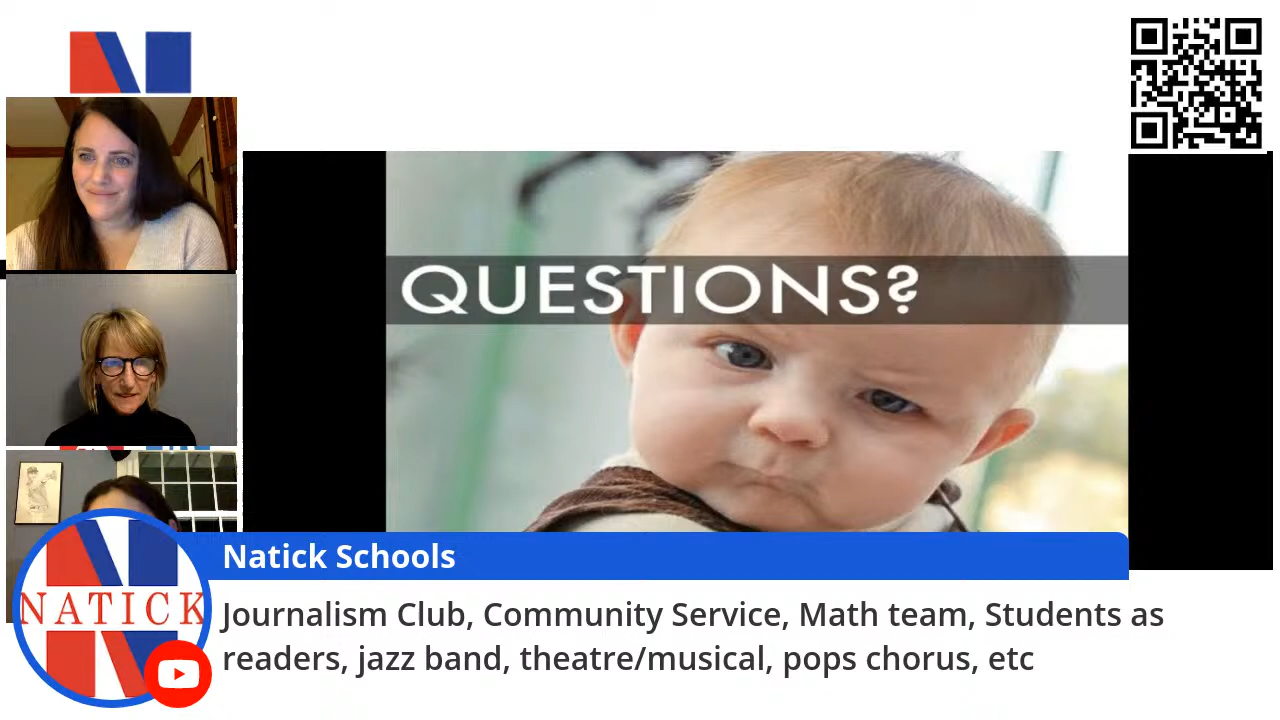 QUESTIONS?
Natick Schools
NATICK
Journalism Club, Community Service, Math team, Students as
readers, jazz band, theatre/musical, pops chorus, etc